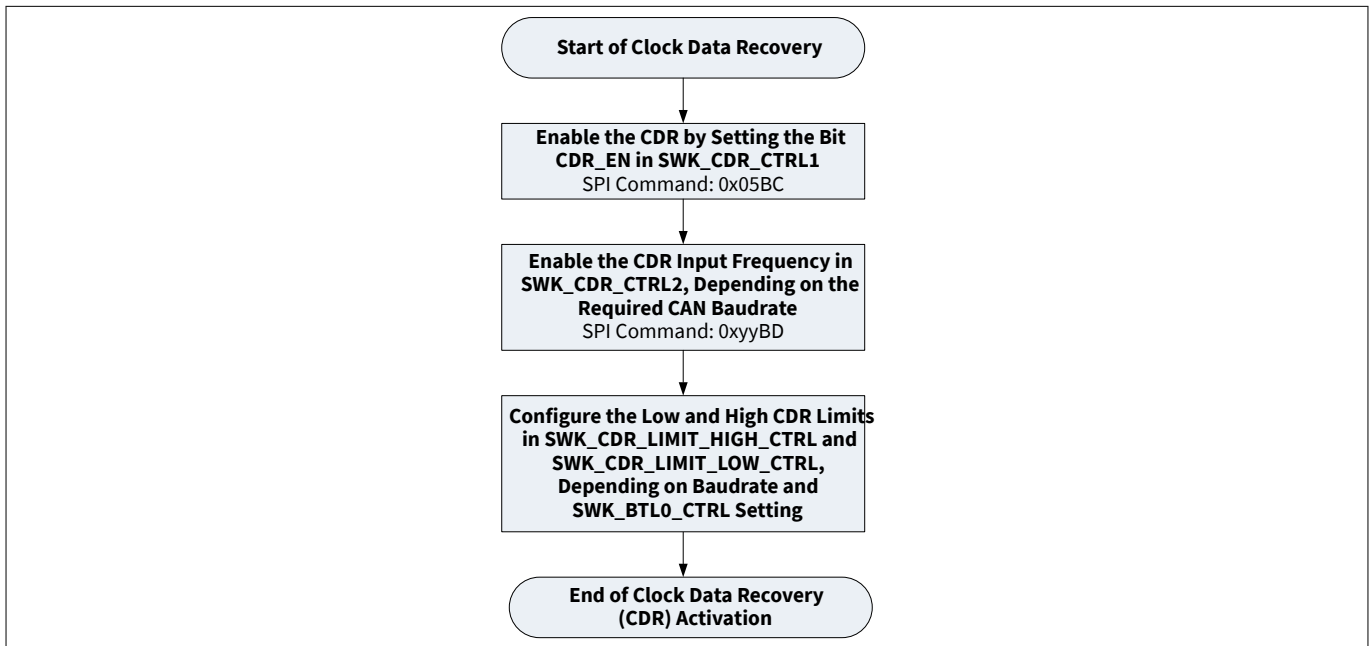 Start of Clock Data Recovery
Enable the CDR by Setting the Bit
CDR_EN in SWK_CDR_CTRL1
SPI Command: 0x05BC
Enable the CDR Input Frequency in
SWK_CDR_CTRL2, Depending on the
Required CAN Baudrate
SPI Command: 0xyyBD
Configure the Low and High CDR Limits
in SWK_CDR_LIMIT_HIGH_CTRL and
SWK_CDR_LIMIT_LOW_CTRL,
Depending on Baudrate and
SWK_BTL0_CTRL Setting
End of Clock Data Recovery
(CDR) Activation